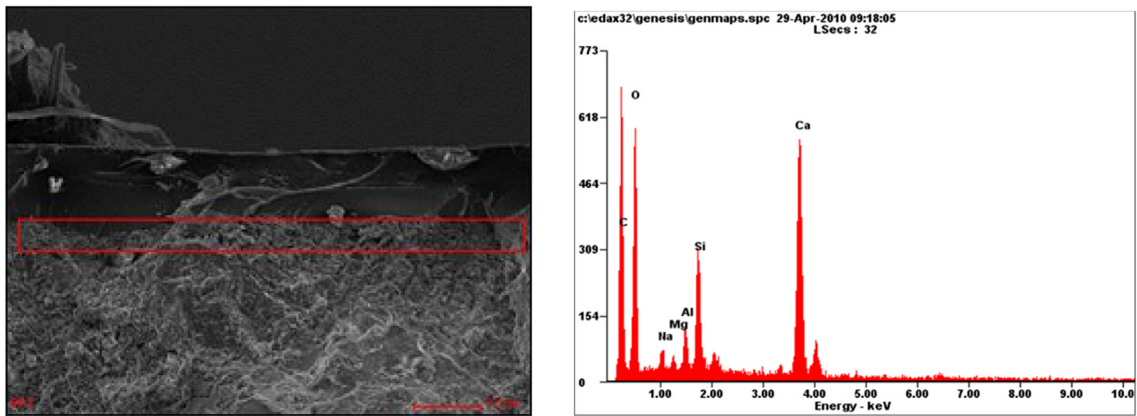 c:\edax32\genesis\genmaps.spc 29-Apr-2010 09:18:05
LSecs : 32
773
618
464
309
154
0
O
C
Na
Mg
Al
Si
Ca
1.00 2.00 3.00 4.00 5.00 6.00 7.00 8.00 9.00 10.0
Energy - keV